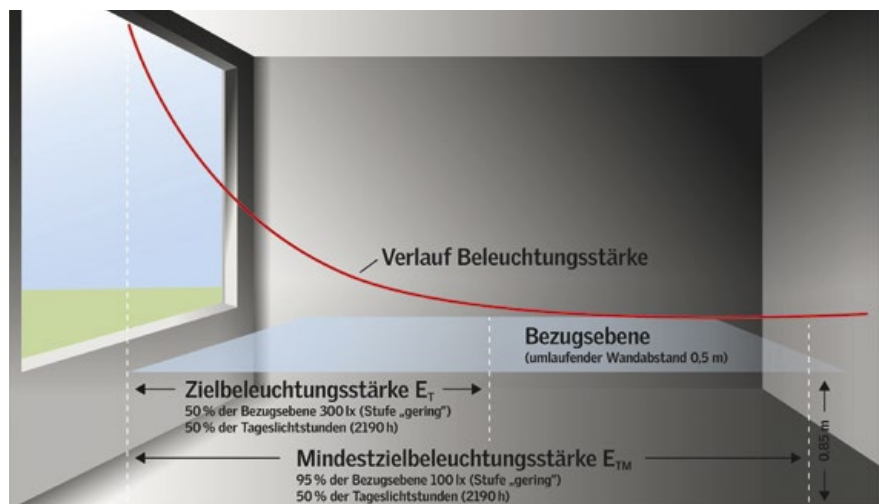 Verlauf Beleuchtungsstärke
Bezugsebene
(umlaufender Wandabstand 0,5 m)
Zielbeleuchtungsstärke E_T
50 % der Bezugsebene 300 lx (Stufe „gering”)
50 % der Tageslichtstunden (2190 h)
0,85 m
Mindestzielbeleuchtungsstärke E_TM
95 % der Bezugsebene 100 lx (Stufe „gering”)
50 % der Tageslichtstunden (2190 h)